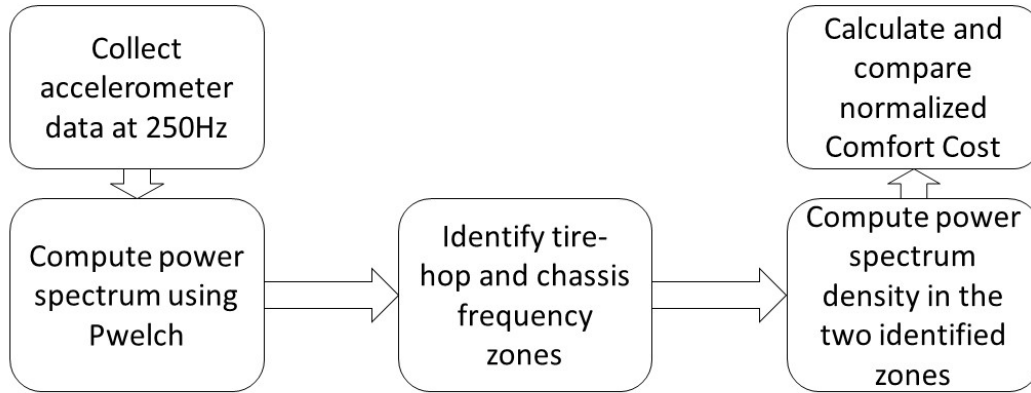 Collect
accelerometer
data at 250Hz
Compute power
spectrum using
Pwelch
Identify tire-
hop and chassis
frequency
zones
Compute power
spectrum
density in the
two identified
zones
Calculate and
compare
normalized
Comfort Cost